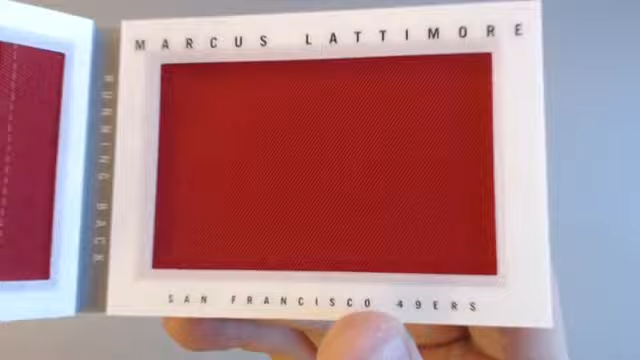 MARCUS LATTIMORE
RUNNING BACK
SAN FRANCISCO 49ERS